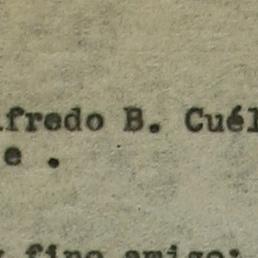 fredo B. Cuél
e .
fino amigo: